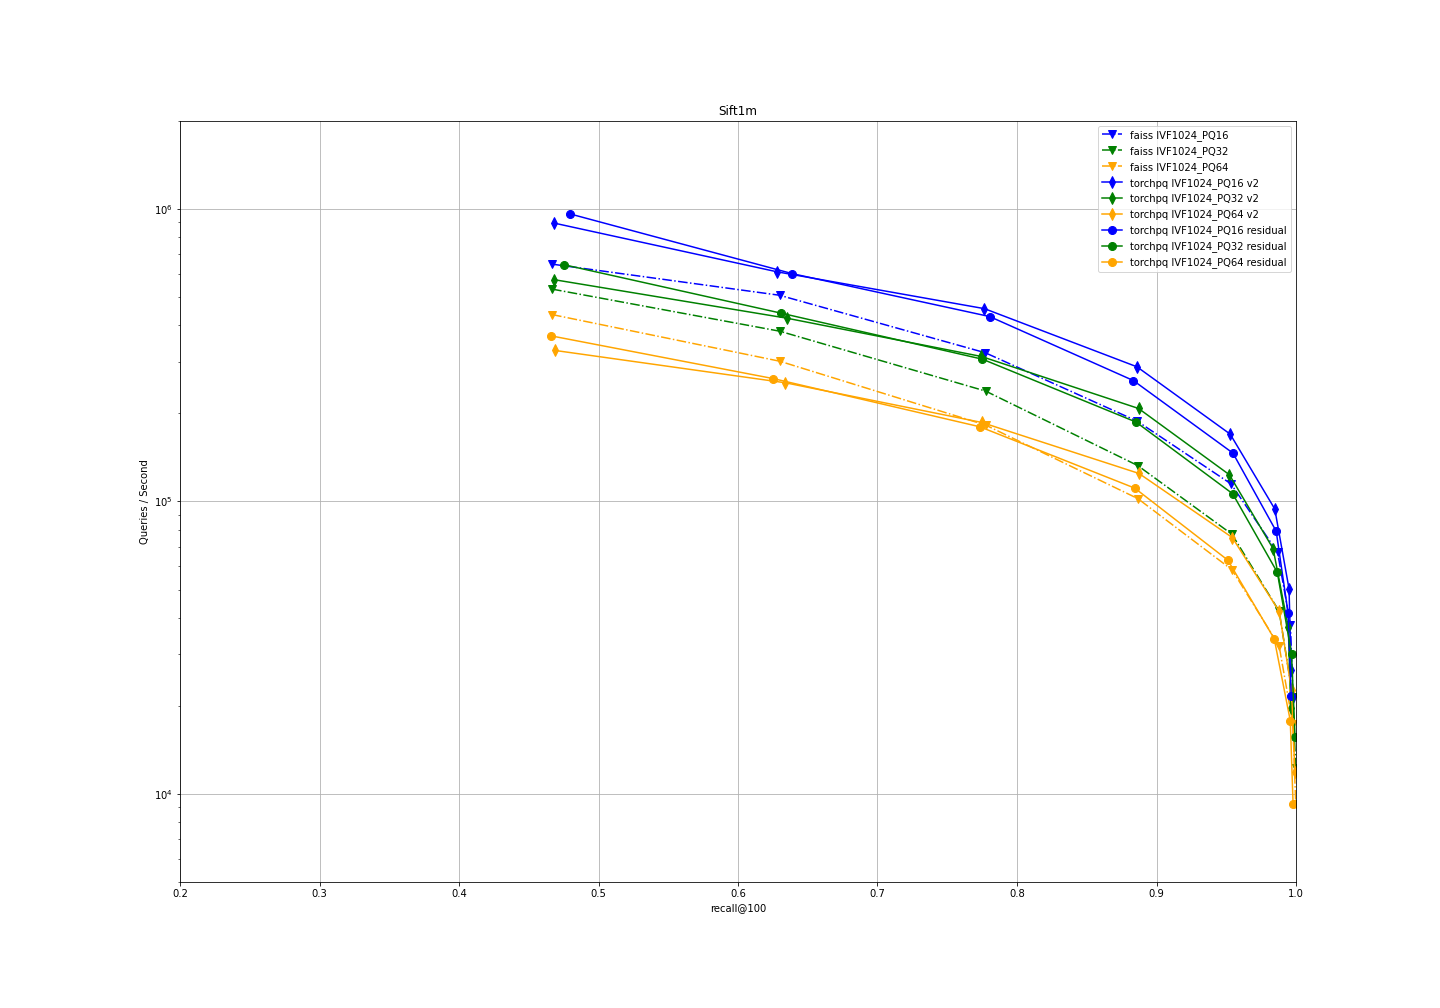 Sift1m
faiss IVF1024_PQ16
faiss IVF1024_PQ32
faiss IVF1024_PQ64
torchpq IVF1024_PQ16 v2
torchpq IVF1024_PQ32 v2
torchpq IVF1024_PQ64 v2
torchpq IVF1024_PQ16 residual
torchpq IVF1024_PQ32 residual
torchpq IVF1024_PQ64 residual
10⁶
10⁵
10⁴
Queries / Second
0.2 0.3 0.4 0.5 0.6 0.7 0.8 0.9 1.0
recall@100